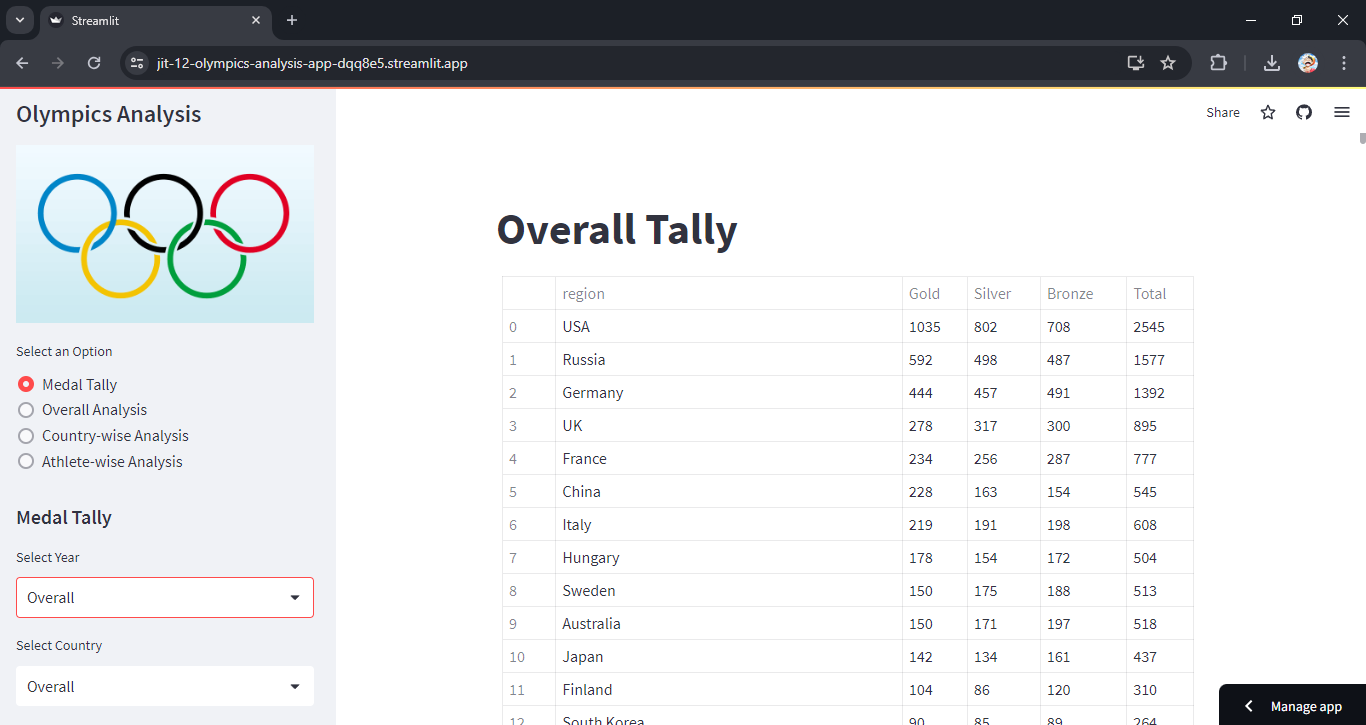 Streamlit
jit-12-olympics-analysis-app-dqq8e5.streamlit.app
Share
Olympics Analysis
Select an Option
Medal Tally
Overall Analysis
Country-wise Analysis
Athlete-wise Analysis
Medal Tally
Select Year
Overall
Select Country
Overall
Overall Tally
region Gold Silver Bronze Total
0 USA 1035 802 708 2545
1 Russia 592 498 487 1577
2 Germany 444 457 491 1392
3 UK 278 317 300 895
4 France 234 256 287 777
5 China 228 163 154 545
6 Italy 219 191 198 608
7 Hungary 178 154 172 504
8 Sweden 150 175 188 513
9 Australia 150 171 197 518
10 Japan 142 134 161 437
11 Finland 104 86 120 310
12 South Korea 90 85 89 264
Manage app